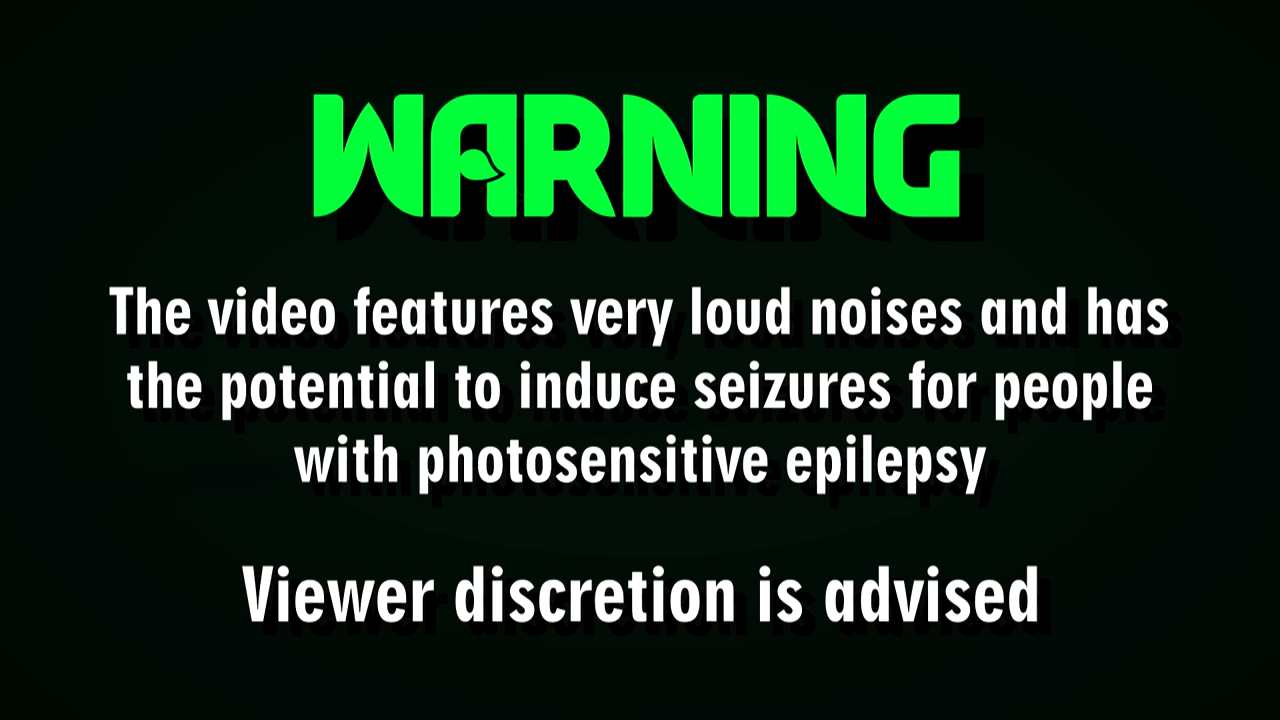 WARNING
The video features very loud noises and has
the potential to induce seizures for people
with photosensitive epilepsy
Viewer discretion is advised